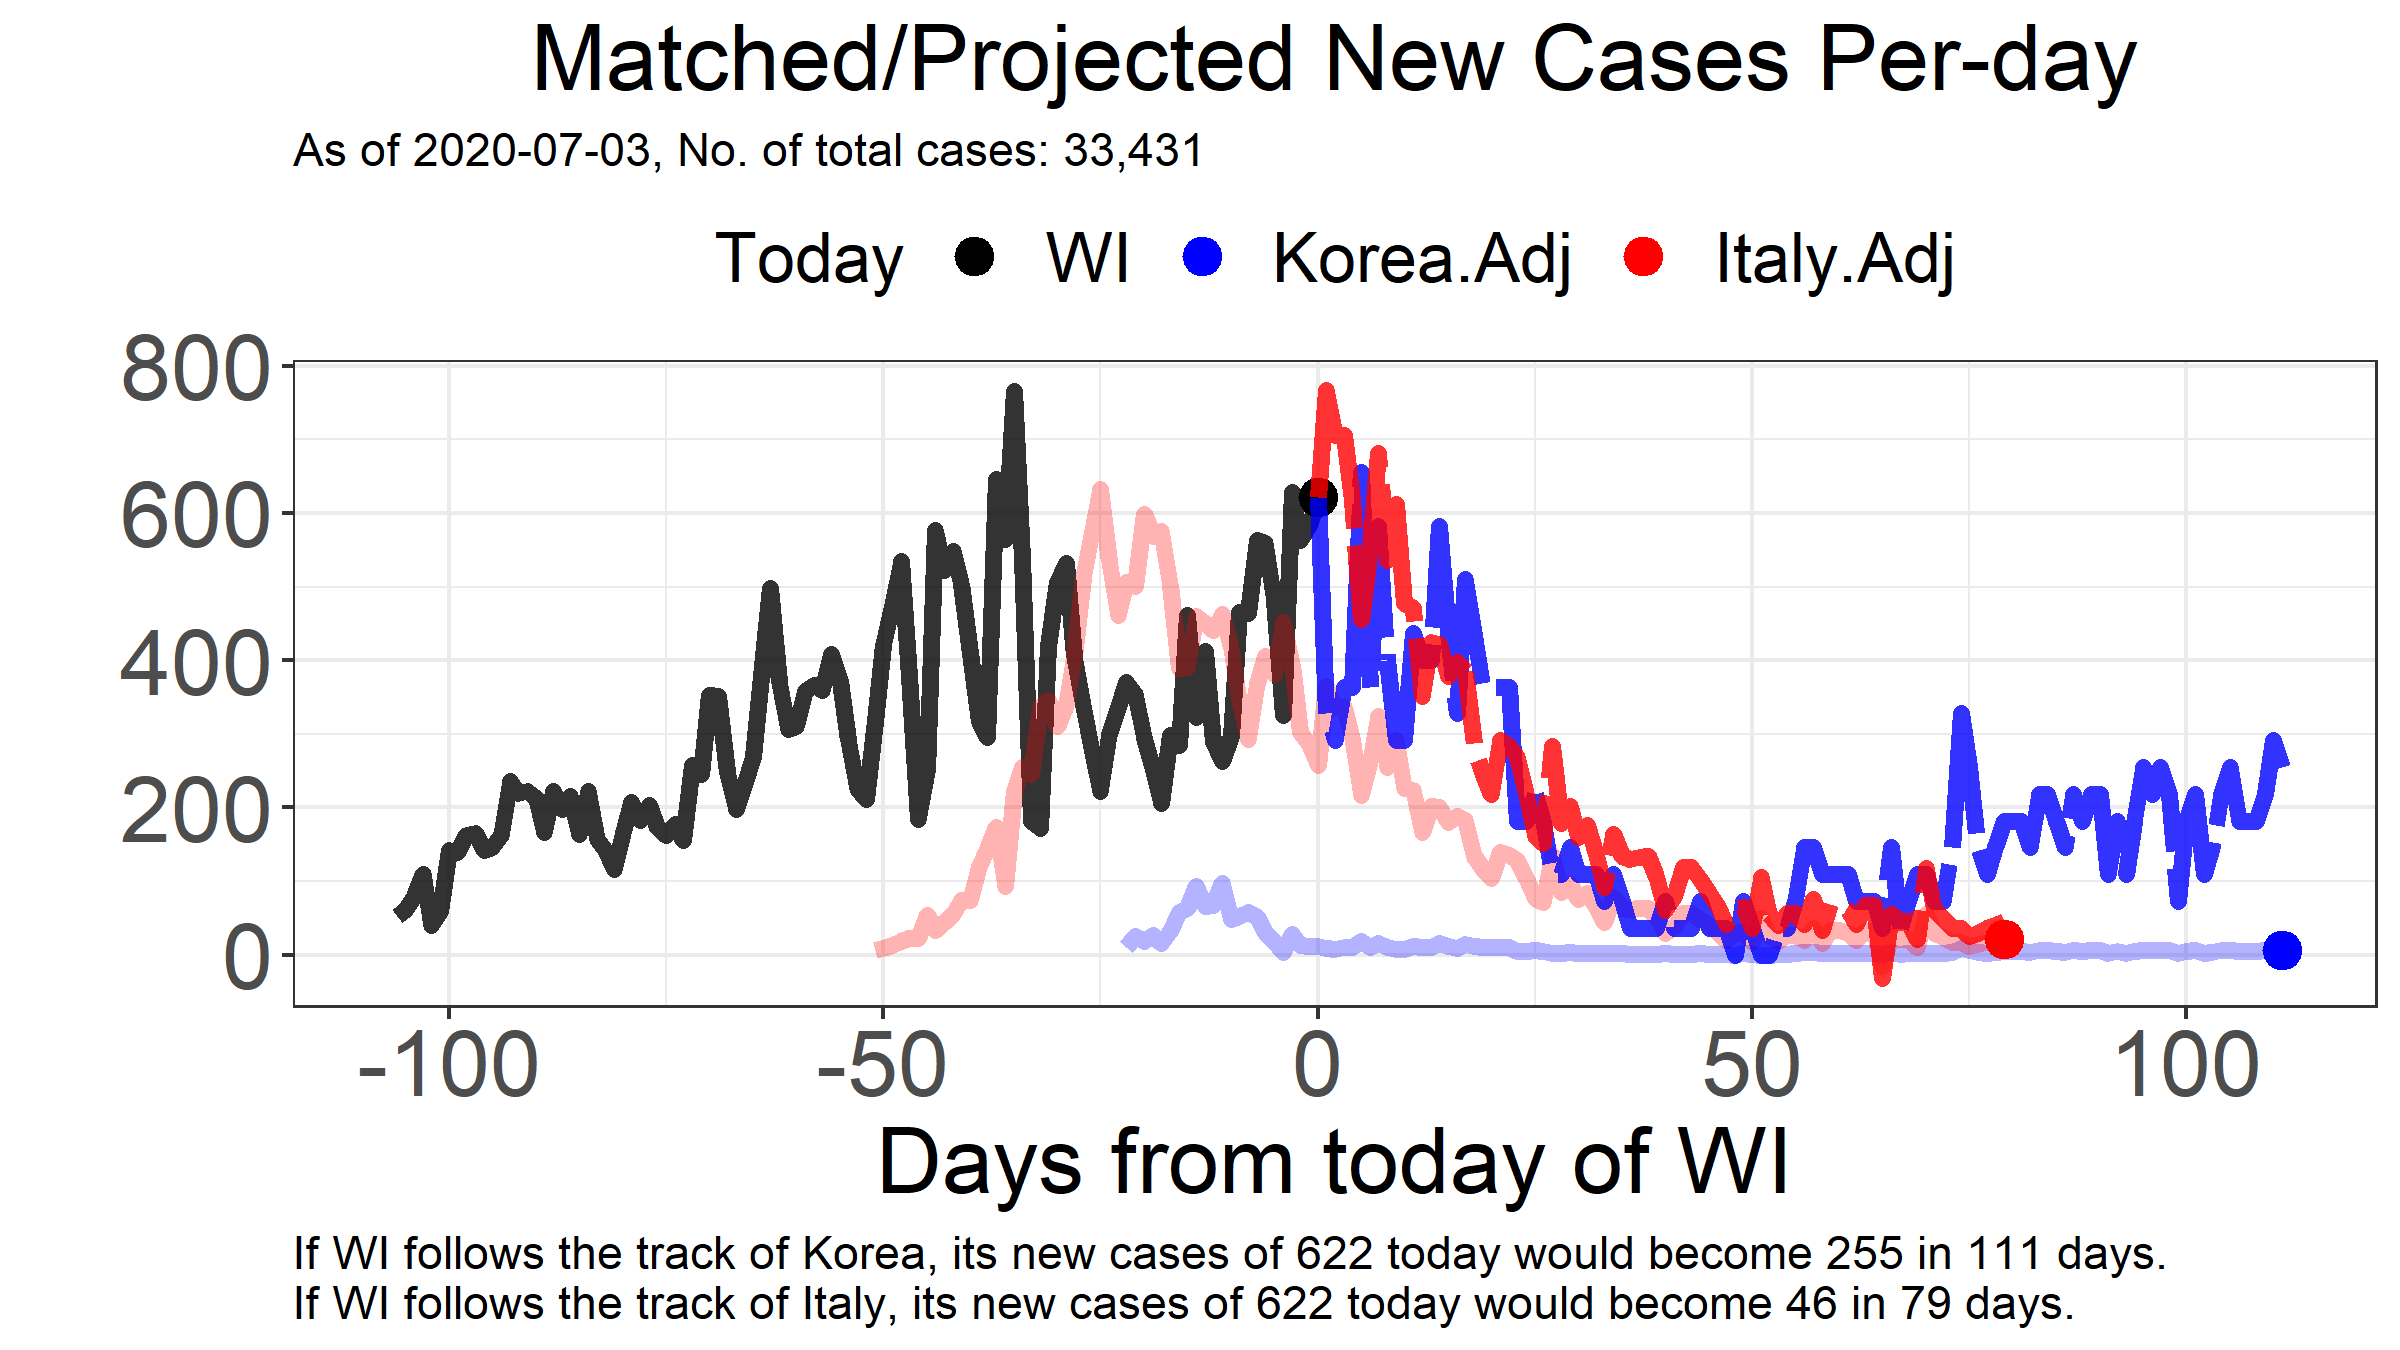 Matched/Projected New Cases Per-day
As of 2020-07-03, No. of total cases: 33,431
Today WI Korea.Adj Italy.Adj
800
600
400
200
0
-100 -50 0 50 100
Days from today of WI
If WI follows the track of Korea, its new cases of 622 today would become 255 in 111 days.
If WI follows the track of Italy, its new cases of 622 today would become 46 in 79 days.